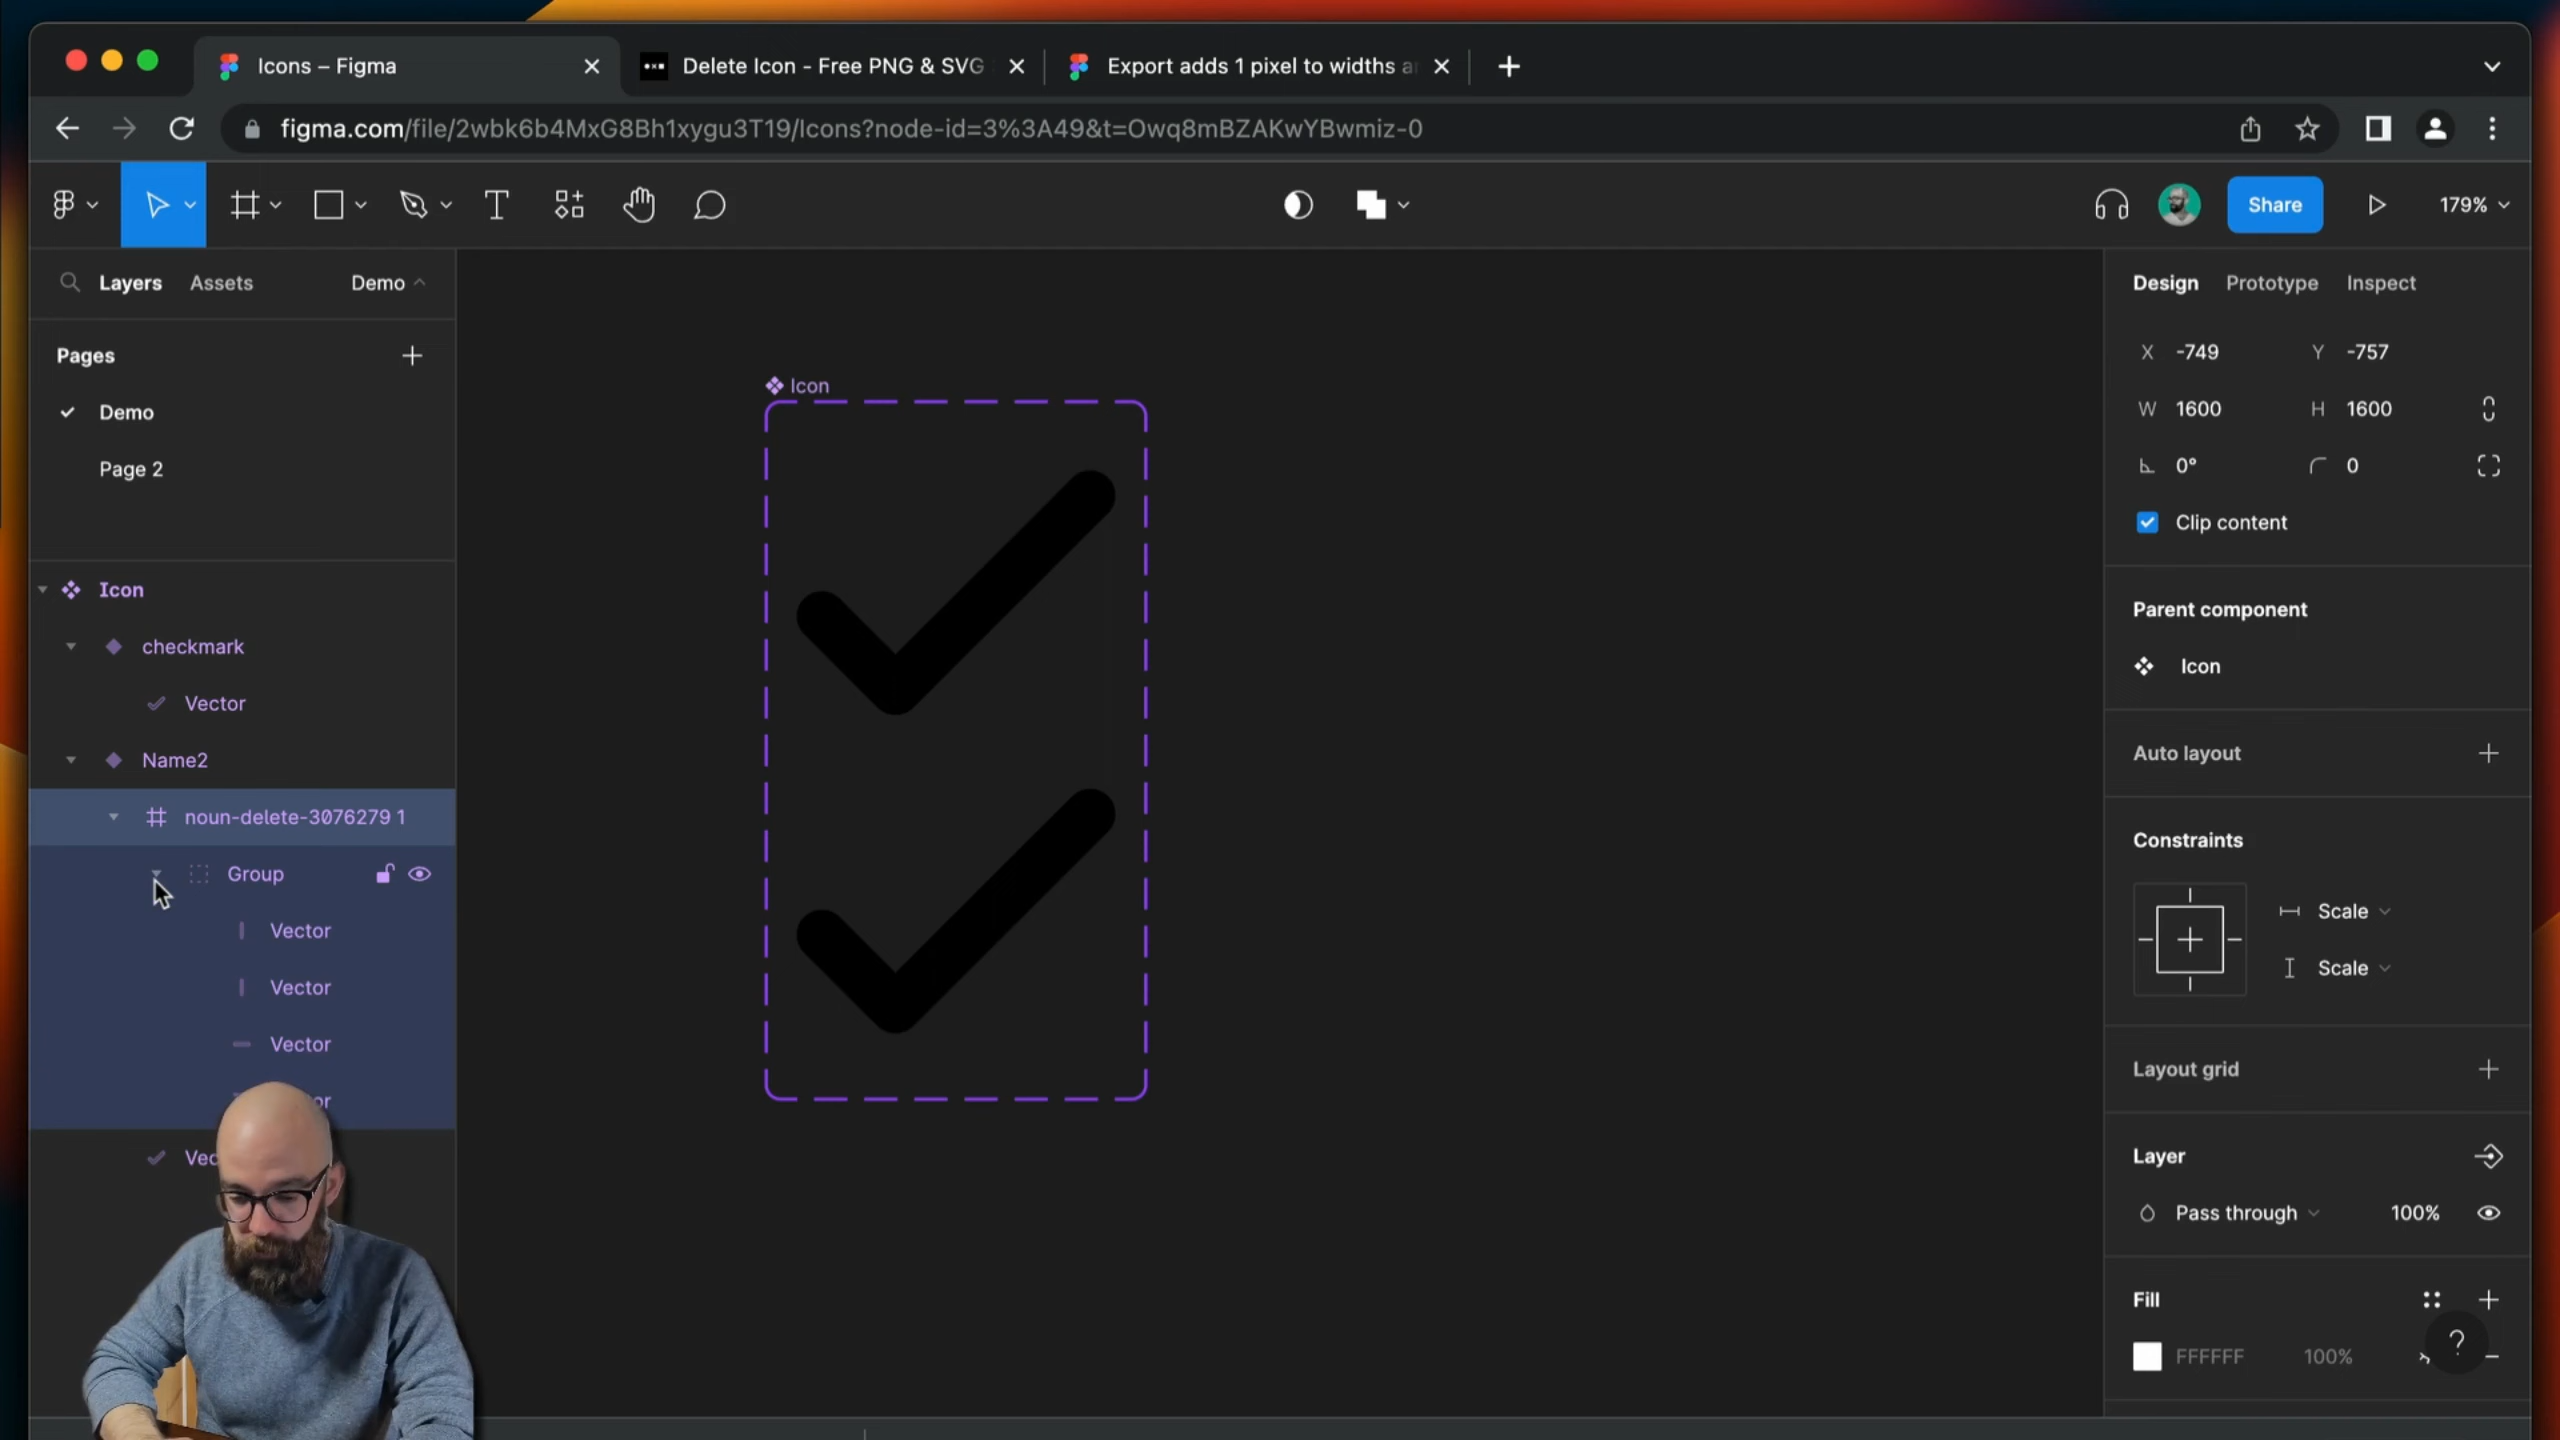 Icons – Figma
Delete Icon - Free PNG & SVG
Export adds 1 pixel to widths a
figma.com/file/2wbk6b4MxG8Bh1xygu3T19/Icons?node-id=3%3A49&t=Owq8mBZAKwYBwmiz-0
Share
179%
Layers Assets Demo
Design Prototype Inspect
Pages
Demo
Page 2
X -749 Y -757
W 1600 H 1600
0° 0
Clip content
Icon
Icon
checkmark
Vector
Name2
noun-delete-3076279 1
Group
Vector
Vector
Vector
or
Vec
Parent component
Icon
Auto layout
Constraints
Scale
Scale
Layout grid
Layer
Pass through 100%
Fill
FFFFFF 100%
?